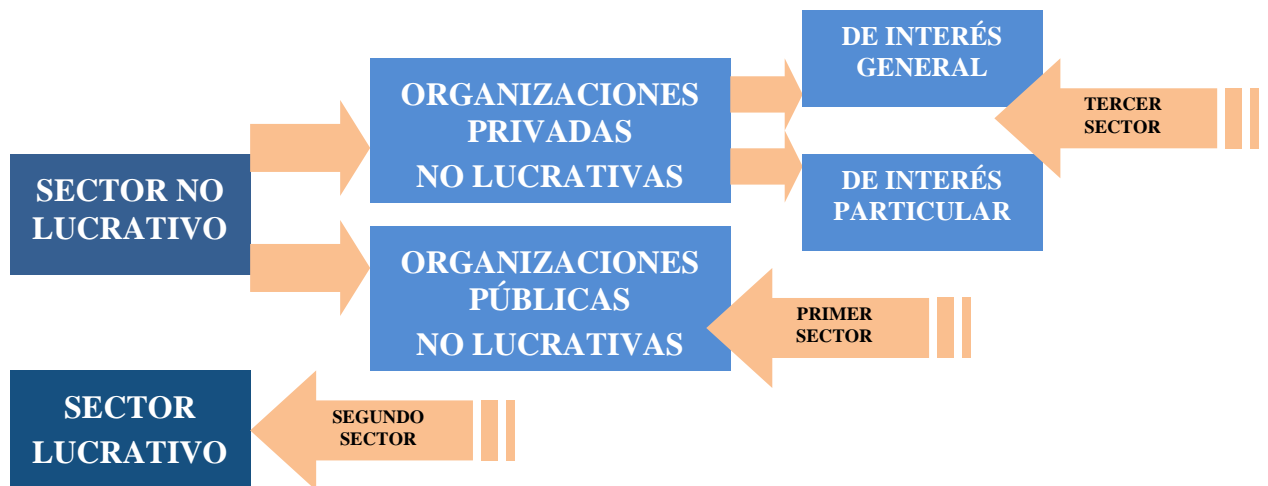 DE INTERÉS
GENERAL
ORGANIZACIONES
PRIVADAS
NO LUCRATIVAS
TERCER
SECTOR
SECTOR NO
LUCRATIVO
DE INTERÉS
PARTICULAR
ORGANIZACIONES
PÚBLICAS
NO LUCRATIVAS
PRIMER
SECTOR
SECTOR
LUCRATIVO
SEGUNDO
SECTOR